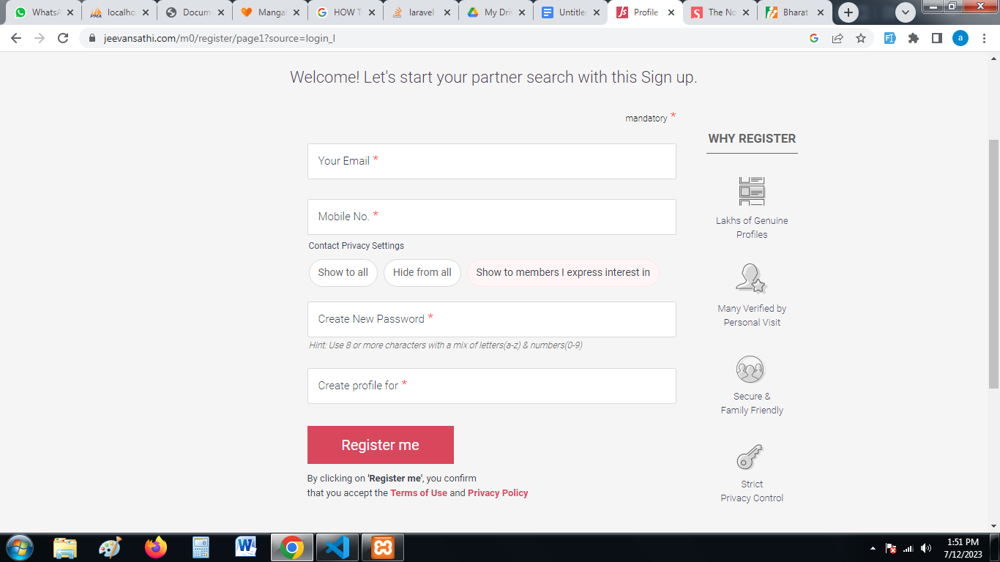 WhatsA
localho
Docum
Manga
HOW T
laravel
My Driv
Untitled
Profile
The No
Bharat
jeevansathi.com/m0/register/page1?source=login_l
a
Welcome! Let's start your partner search with this Sign up.
mandatory *
Your Email *
Mobile No. *
Contact Privacy Settings
Show to all Hide from all Show to members I express interest in
Create New Password *
Hint: Use 8 or more characters with a mix of letters(a-z) & numbers(0-9)
Create profile for *
Register me
By clicking on 'Register me', you confirm
that you accept the Terms of Use and Privacy Policy
WHY REGISTER
Lakhs of Genuine
Profiles
Many Verified by
Personal Visit
Secure &
Family Friendly
Strict
Privacy Control
1:51 PM
7/12/2023